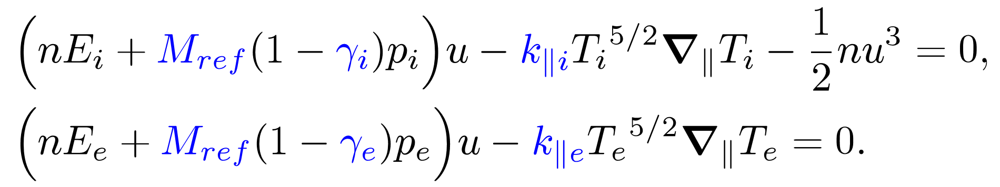 (nE_i + M_{ref}(1 − γ_i)p_i)u − k_{∥i}T_i^{5/2}∇_∥T_i − \frac{1}{2}nu^3 = 0,
(nE_e + M_{ref}(1 − γ_e)p_e)u − k_{∥e}T_e^{5/2}∇_∥T_e = 0.